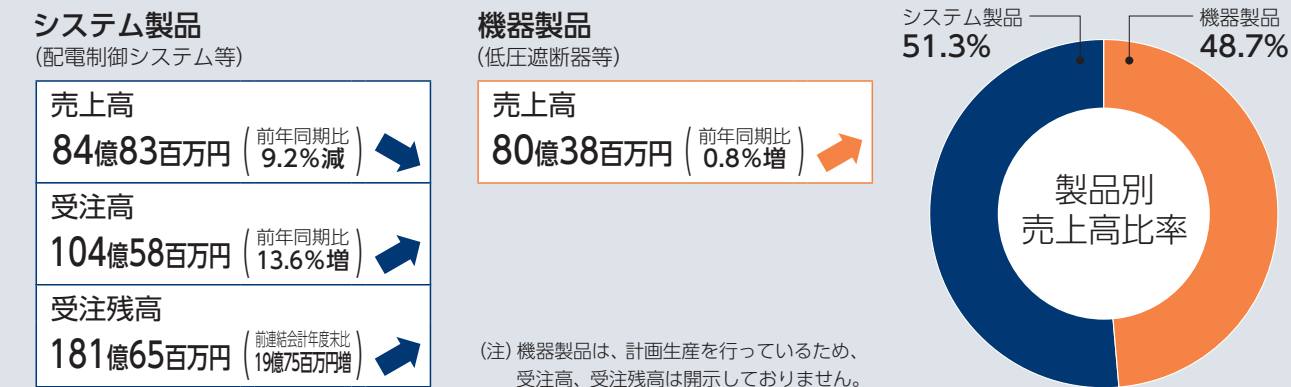 システム製品
(配電制御システム等)
売上高
84億83百万円(前年同期比 9.2%減)
受注高
104億58百万円(前年同期比 13.6%増)
受注残高
181億65百万円(前連結会計年度末比 19億75百万円増)
機器製品
(低圧遮断器等)
売上高
80億38百万円(前年同期比 0.8%増)
(注)機器製品は、計画生産を行っているため、
受注高、受注残高は開示しておりません。
システム製品
51.3%
機器製品
48.7%
製品別
売上高比率